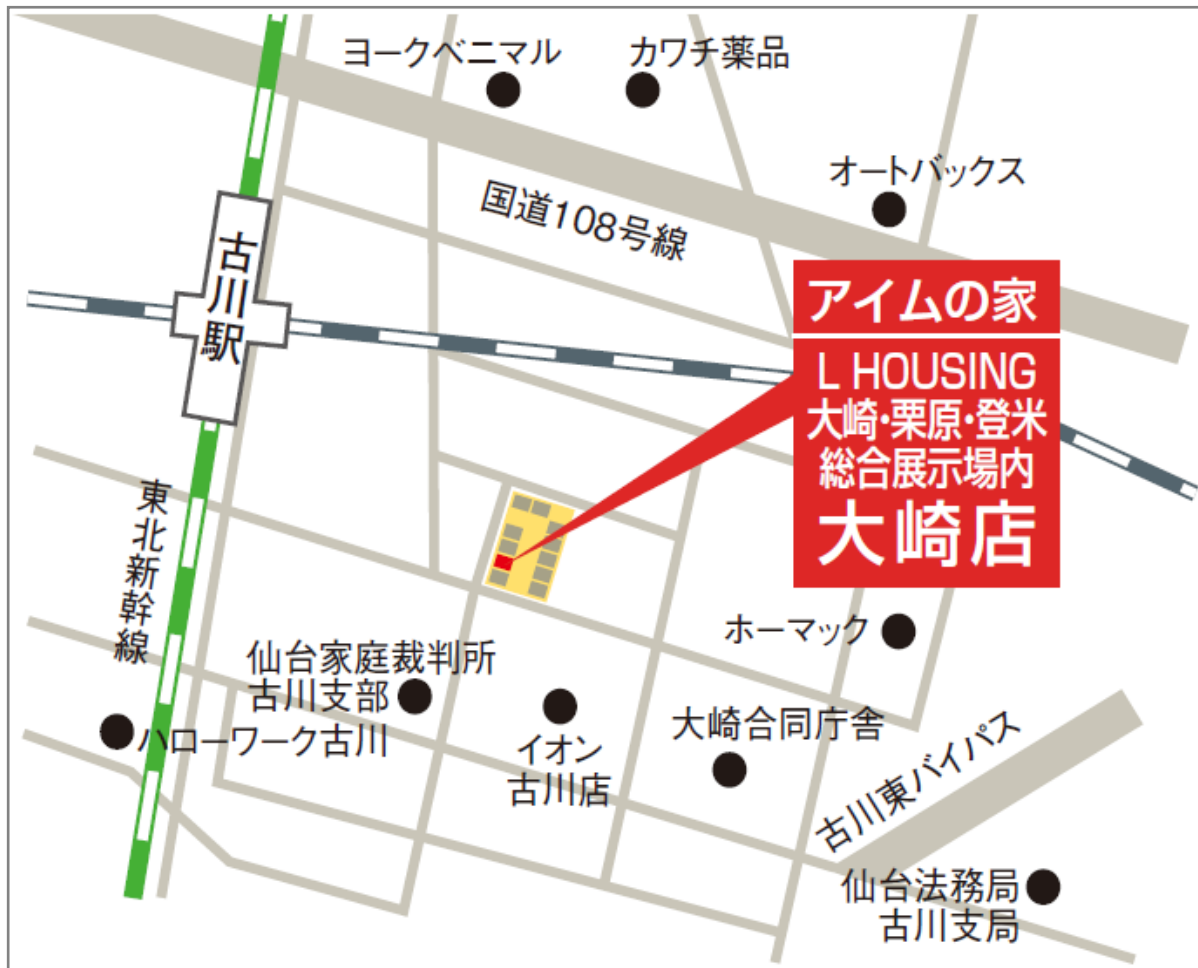 ヨークベニマル
カワチ薬品
オートバックス
国道108号線
古川駅
アイムの家
L HOUSING
大崎・栗原・登米
総合展示場内
大崎店
東北新幹線
ホーマック
仙台家庭裁判所
古川支部
ハローワーク古川
イオン
古川店
大崎合同庁舎
古川東バイパス
仙台法務局
古川支局